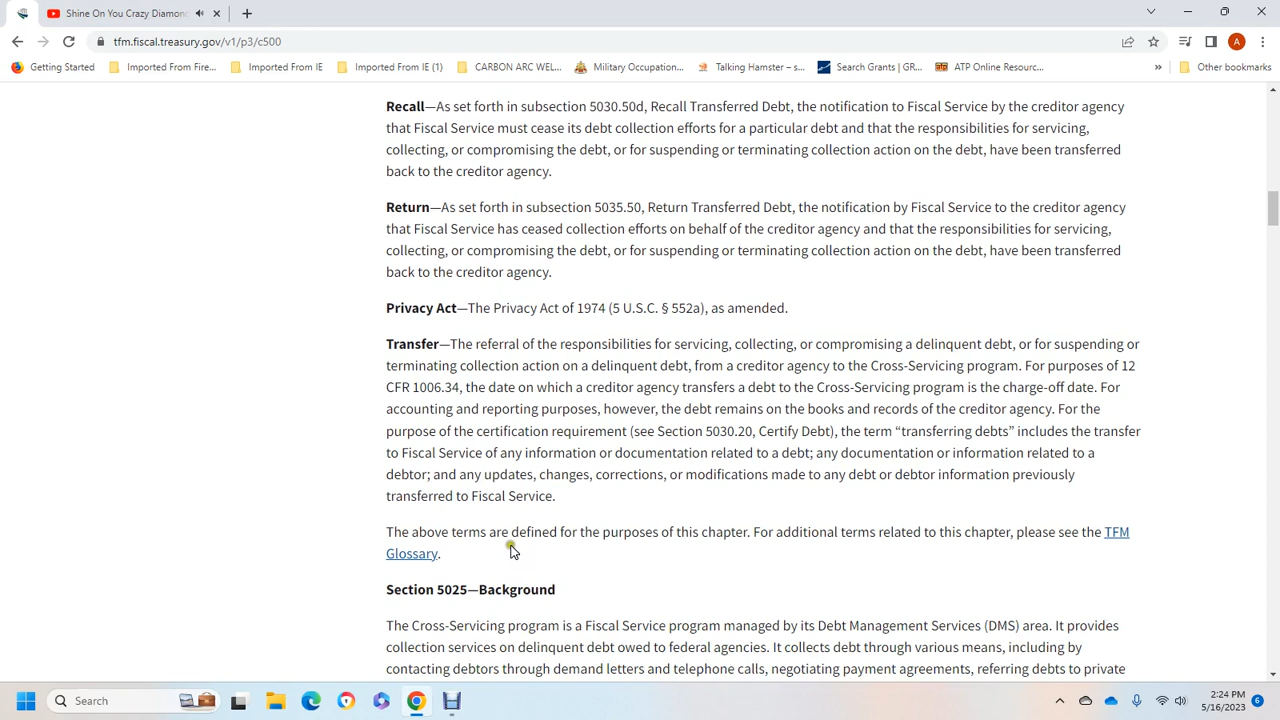 Shine On You Crazy Diamond
tfm.fiscal.treasury.gov/v1/p3/c500
A
Getting Started
Imported From Fire...
Imported From IE
Imported From IE (1)
CARBON ARC WEL...
Military Occupation...
Talking Hamster – s...
Search Grants | GR...
ATP Online Resourc...
»
Other bookmarks
Recall—As set forth in subsection 5030.50d, Recall Transferred Debt, the notification to Fiscal Service by the creditor agency
that Fiscal Service must cease its debt collection efforts for a particular debt and that the responsibilities for servicing,
collecting, or compromising the debt, or for suspending or terminating collection action on the debt, have been transferred
back to the creditor agency.
Return—As set forth in subsection 5035.50, Return Transferred Debt, the notification by Fiscal Service to the creditor agency
that Fiscal Service has ceased collection efforts on behalf of the creditor agency and that the responsibilities for servicing,
collecting, or compromising the debt, or for suspending or terminating collection action on the debt, have been transferred
back to the creditor agency.
Privacy Act—The Privacy Act of 1974 (5 U.S.C. § 552a), as amended.
Transfer—The referral of the responsibilities for servicing, collecting, or compromising a delinquent debt, or for suspending or
terminating collection action on a delinquent debt, from a creditor agency to the Cross-Servicing program. For purposes of 12
CFR 1006.34, the date on which a creditor agency transfers a debt to the Cross-Servicing program is the charge-off date. For
accounting and reporting purposes, however, the debt remains on the books and records of the creditor agency. For the
purpose of the certification requirement (see Section 5030.20, Certify Debt), the term “transferring debts” includes the transfer
to Fiscal Service of any information or documentation related to a debt; any documentation or information related to a
debtor; and any updates, changes, corrections, or modifications made to any debt or debtor information previously
transferred to Fiscal Service.
The above terms are defined for the purposes of this chapter. For additional terms related to this chapter, please see the TFM
Glossary.
Section 5025—Background
The Cross-Servicing program is a Fiscal Service program managed by its Debt Management Services (DMS) area. It provides
collection services on delinquent debt owed to federal agencies. It collects debt through various means, including by
contacting debtors through demand letters and telephone calls, negotiating payment agreements, referring debts to private
Search
2:24 PM
5/16/2023
6